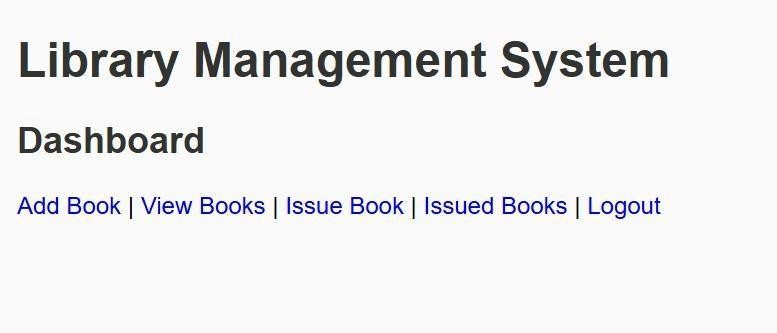 Library Management System
Dashboard
Add Book | View Books | Issue Book | Issued Books | Logout